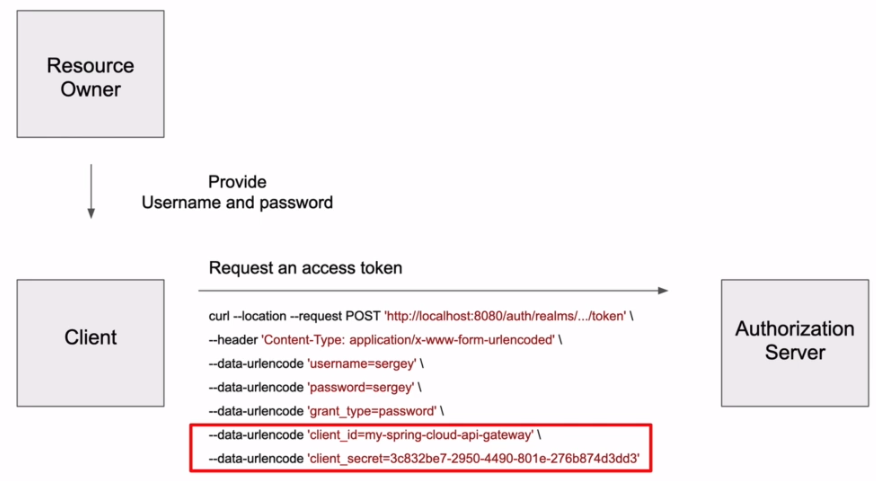 Resource
Owner
Provide
Username and password
Request an access token
Client
curl --location --request POST 'http://localhost:8080/auth/realms/.../token' \
--header 'Content-Type: application/x-www-form-urlencoded' \
--data-urlencode 'username=sergey' \
--data-urlencode 'password=sergey' \
--data-urlencode 'grant_type=password' \
--data-urlencode 'client_id=my-spring-cloud-api-gateway' \
--data-urlencode 'client_secret=3c832be7-2950-4490-801e-276b874d3dd3'
Authorization
Server